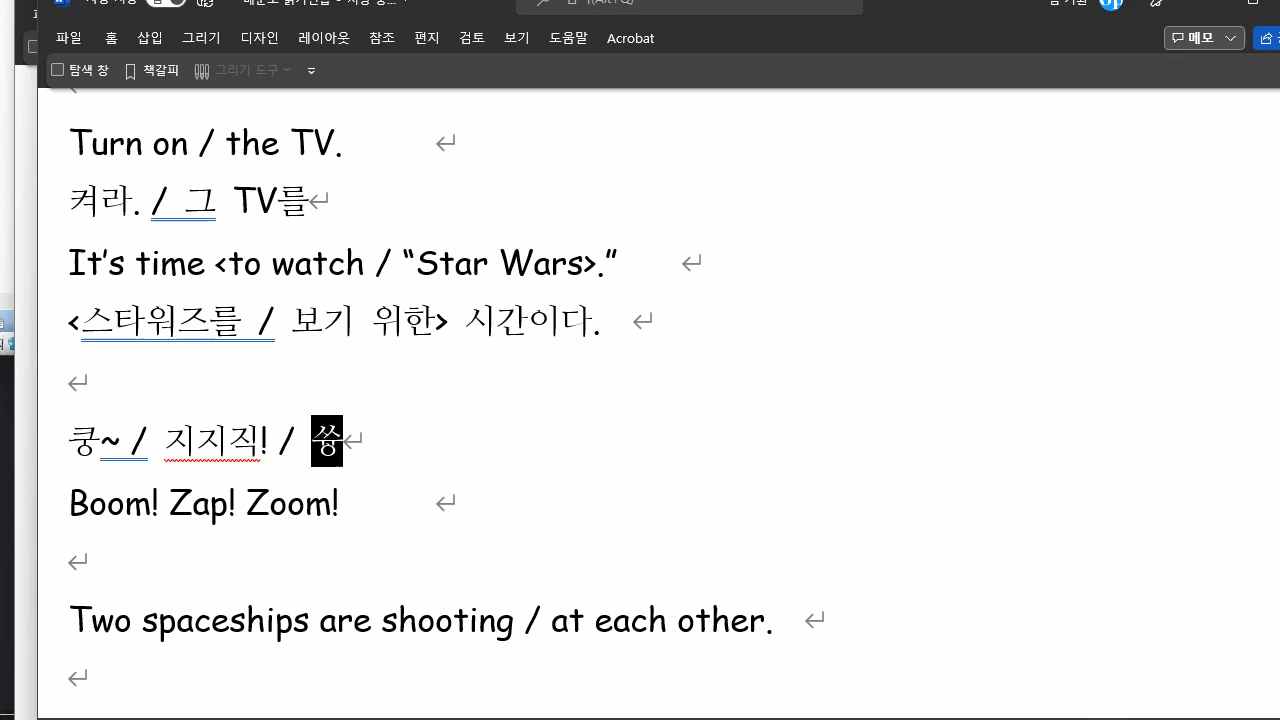 파일 홈 삽입 그리기 디자인 레이아웃 참조 편지 검토 보기 도움말 Acrobat 메모
탐색 창 책갈피 그리기 도구
Turn on / the TV.
켜라. / 그 TV를
It's time <to watch / “Star Wars>.”
<스타워즈를 / 보기 위한> 시간이다.
쿵~ / 지지직! / 쓩
Boom! Zap! Zoom!
Two spaceships are shooting / at each other.